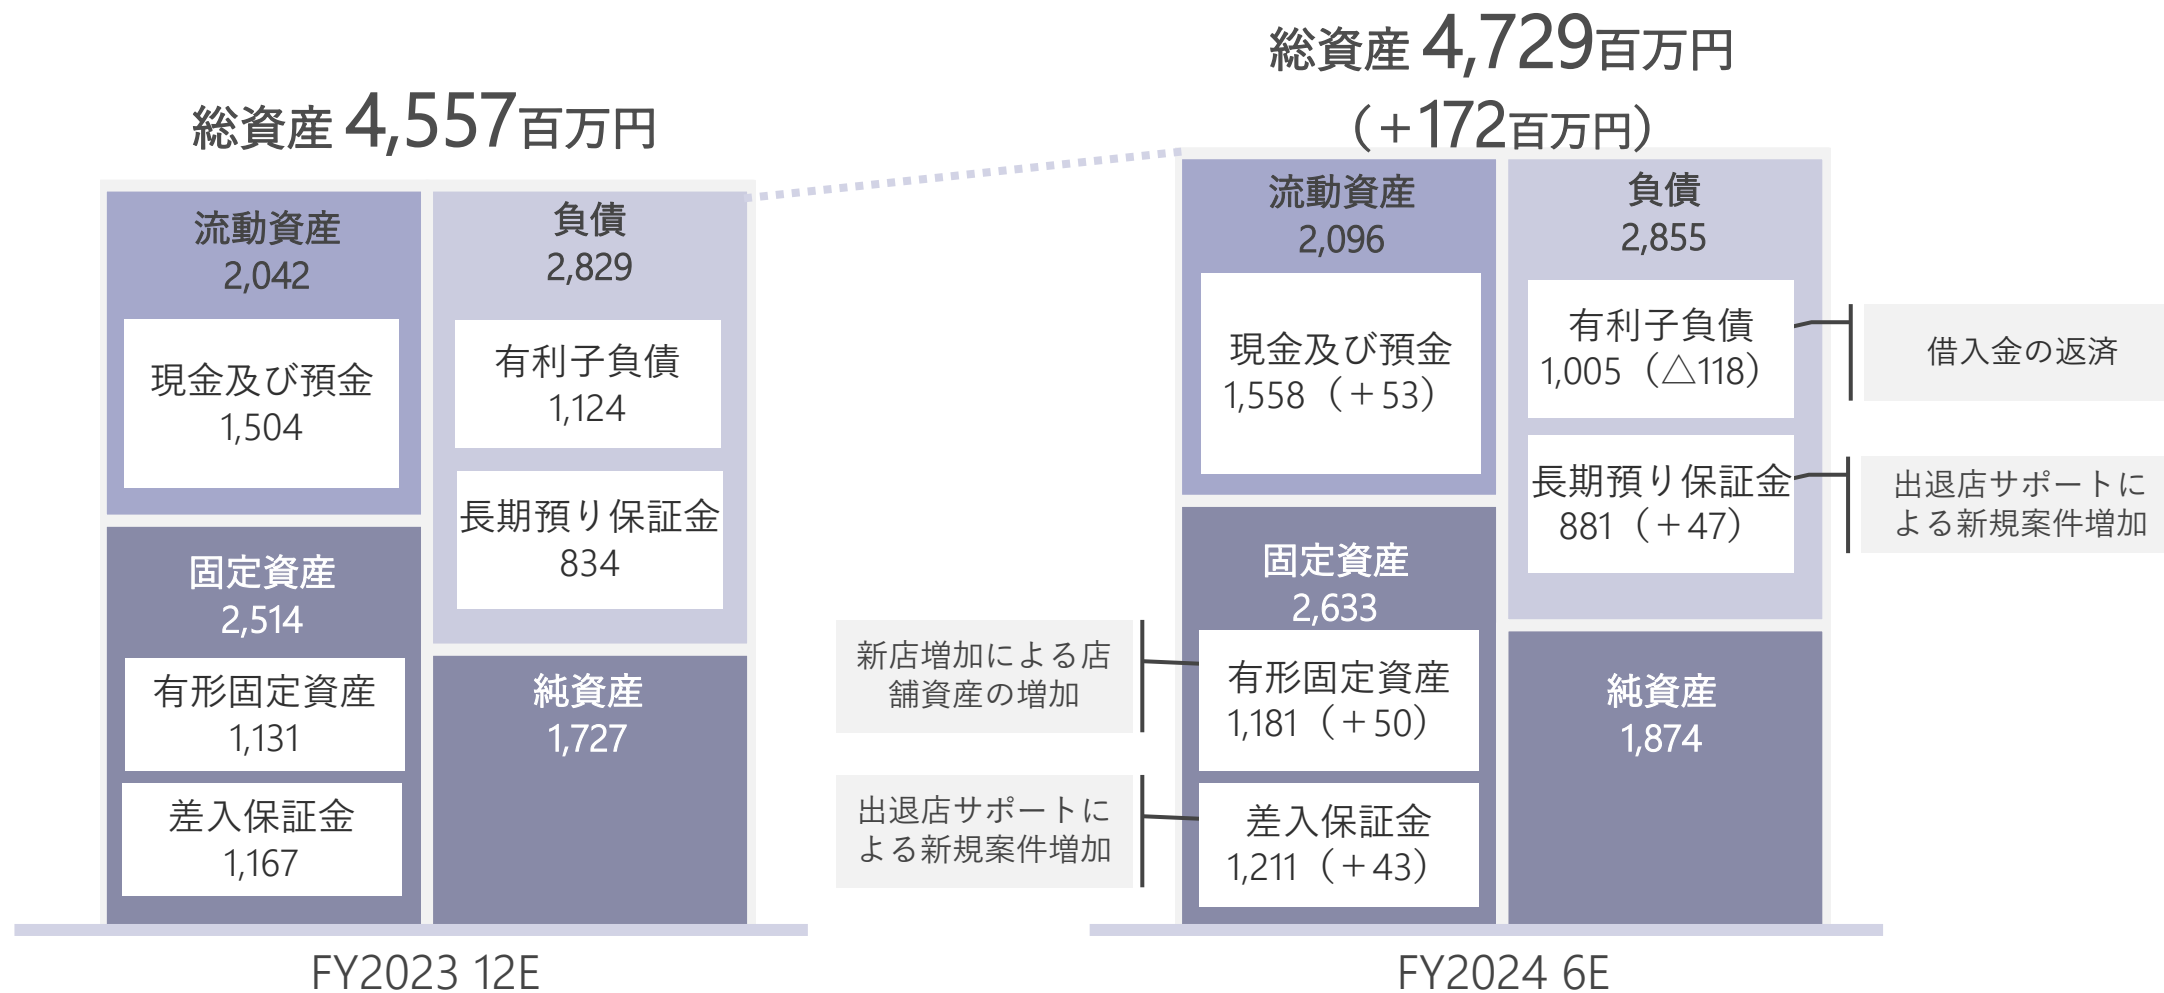 総資産 4,557百万円
流動資産
2,042
現金及び預金
1,504
固定資産
2,514
有形固定資産
1,131
差入保証金
1,167
負債
2,829
有利子負債
1,124
長期預り保証金
834
純資産
1,727
FY2023 12E
総資産 4,729百万円
（+172百万円）
流動資産
2,096
現金及び預金
1,558（＋53）
固定資産
2,633
有形固定資産
1,181（＋50）
差入保証金
1,211（＋43）
新店増加による店
舗資産の増加
出退店サポートに
よる新規案件増加
負債
2,855
有利子負債
1,005（△118）
長期預り保証金
881（＋47）
純資産
1,874
借入金の返済
出退店サポートに
よる新規案件増加
FY2024 6E